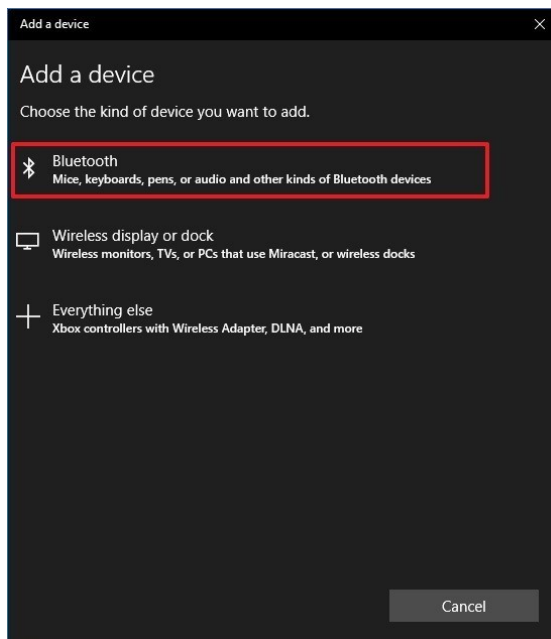 Add a device
Add a device
Choose the kind of device you want to add.
Bluetooth
Mice, keyboards, pens, or audio and other kinds of Bluetooth devices
Wireless display or dock
Wireless monitors, TVs, or PCs that use Miracast, or wireless docks
Everything else
Xbox controllers with Wireless Adapter, DLNA, and more
Cancel